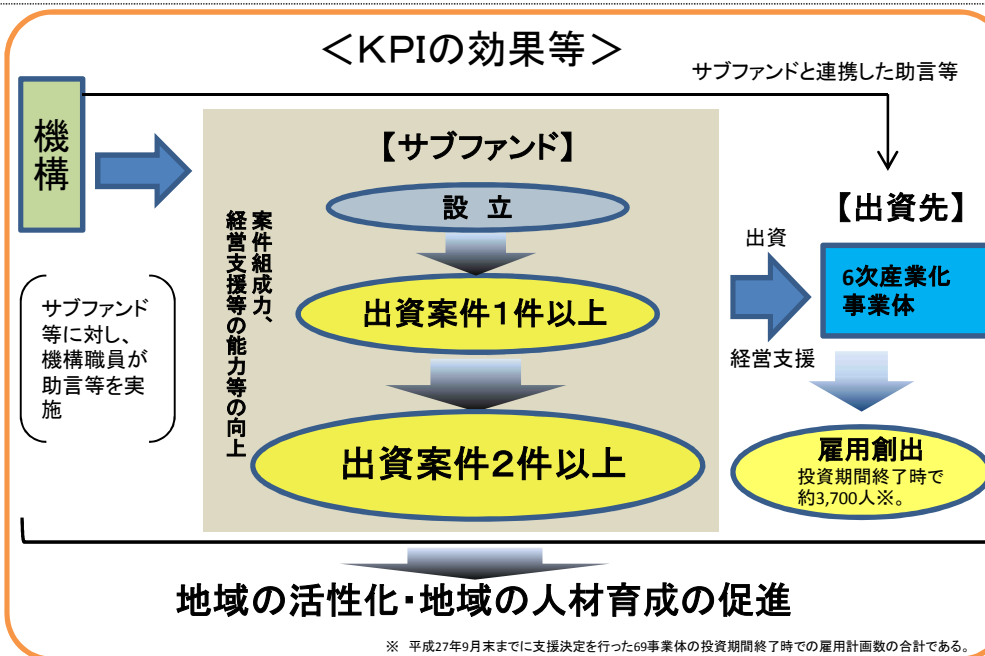 ＜KPIの効果等＞
サブファンドと連携した助言等
機構
【サブファンド】
設 立
案件組成力、
経営支援等の能力等の向上
出資案件1件以上
出資案件2件以上
サブファンド
等に対し、
機構職員が
助言等を実
施
出資
経営支援
【出資先】
6次産業化
事業体
雇用創出
投資期間終了時で
約3,700人※。
地域の活性化・地域の人材育成の促進
※ 平成27年9月末までに支援決定を行った69事業体の投資期間終了時での雇用計画数の合計である。